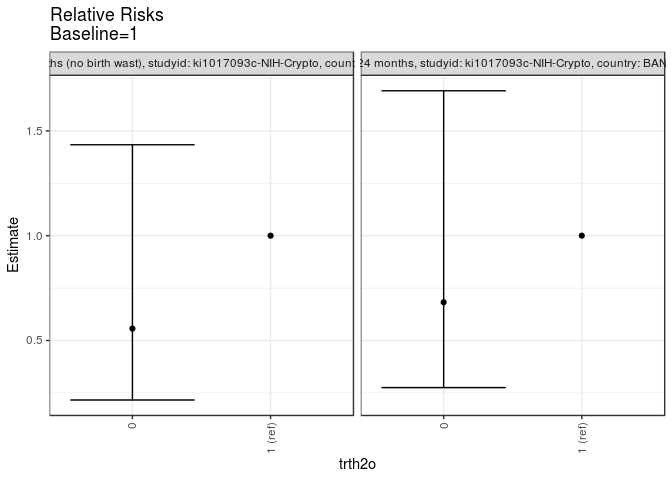 Relative Risks
Baseline=1
ths (no birth wast), studyid: ki1017093c-NIH-Crypto, count
24 months, studyid: ki1017093c-NIH-Crypto, country: BAN
1.5
1.0
0.5
Estimate
0
1 (ref)
0
1 (ref)
trth2o